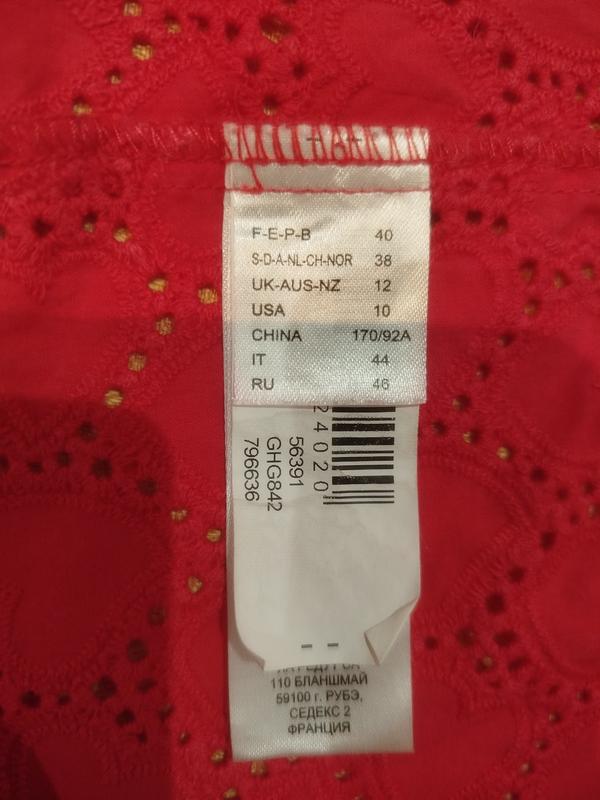 F-E-P-B 40
S-D-A-NL-CH-NOR 38
UK-AUS-NZ 12
USA 10
CHINA 170/92A
IT 44
RU 46
24020
56391
GHG842
796636
110 БЛАНШМАЙ
59100 г. РУБЭ,
СЕДЕКС 2
ФРАНЦИЯ